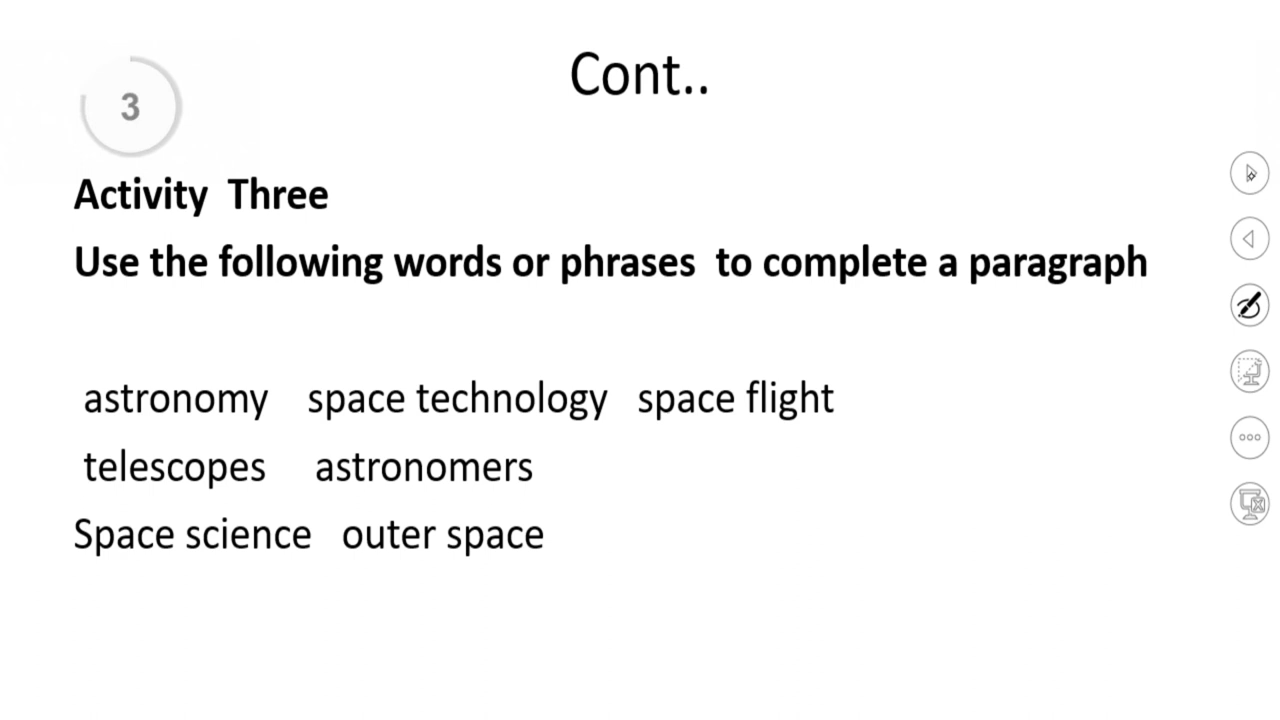 Cont..
3
Activity Three
Use the following words or phrases to complete a paragraph
astronomy space technology space flight
telescopes astronomers
Space science outer space